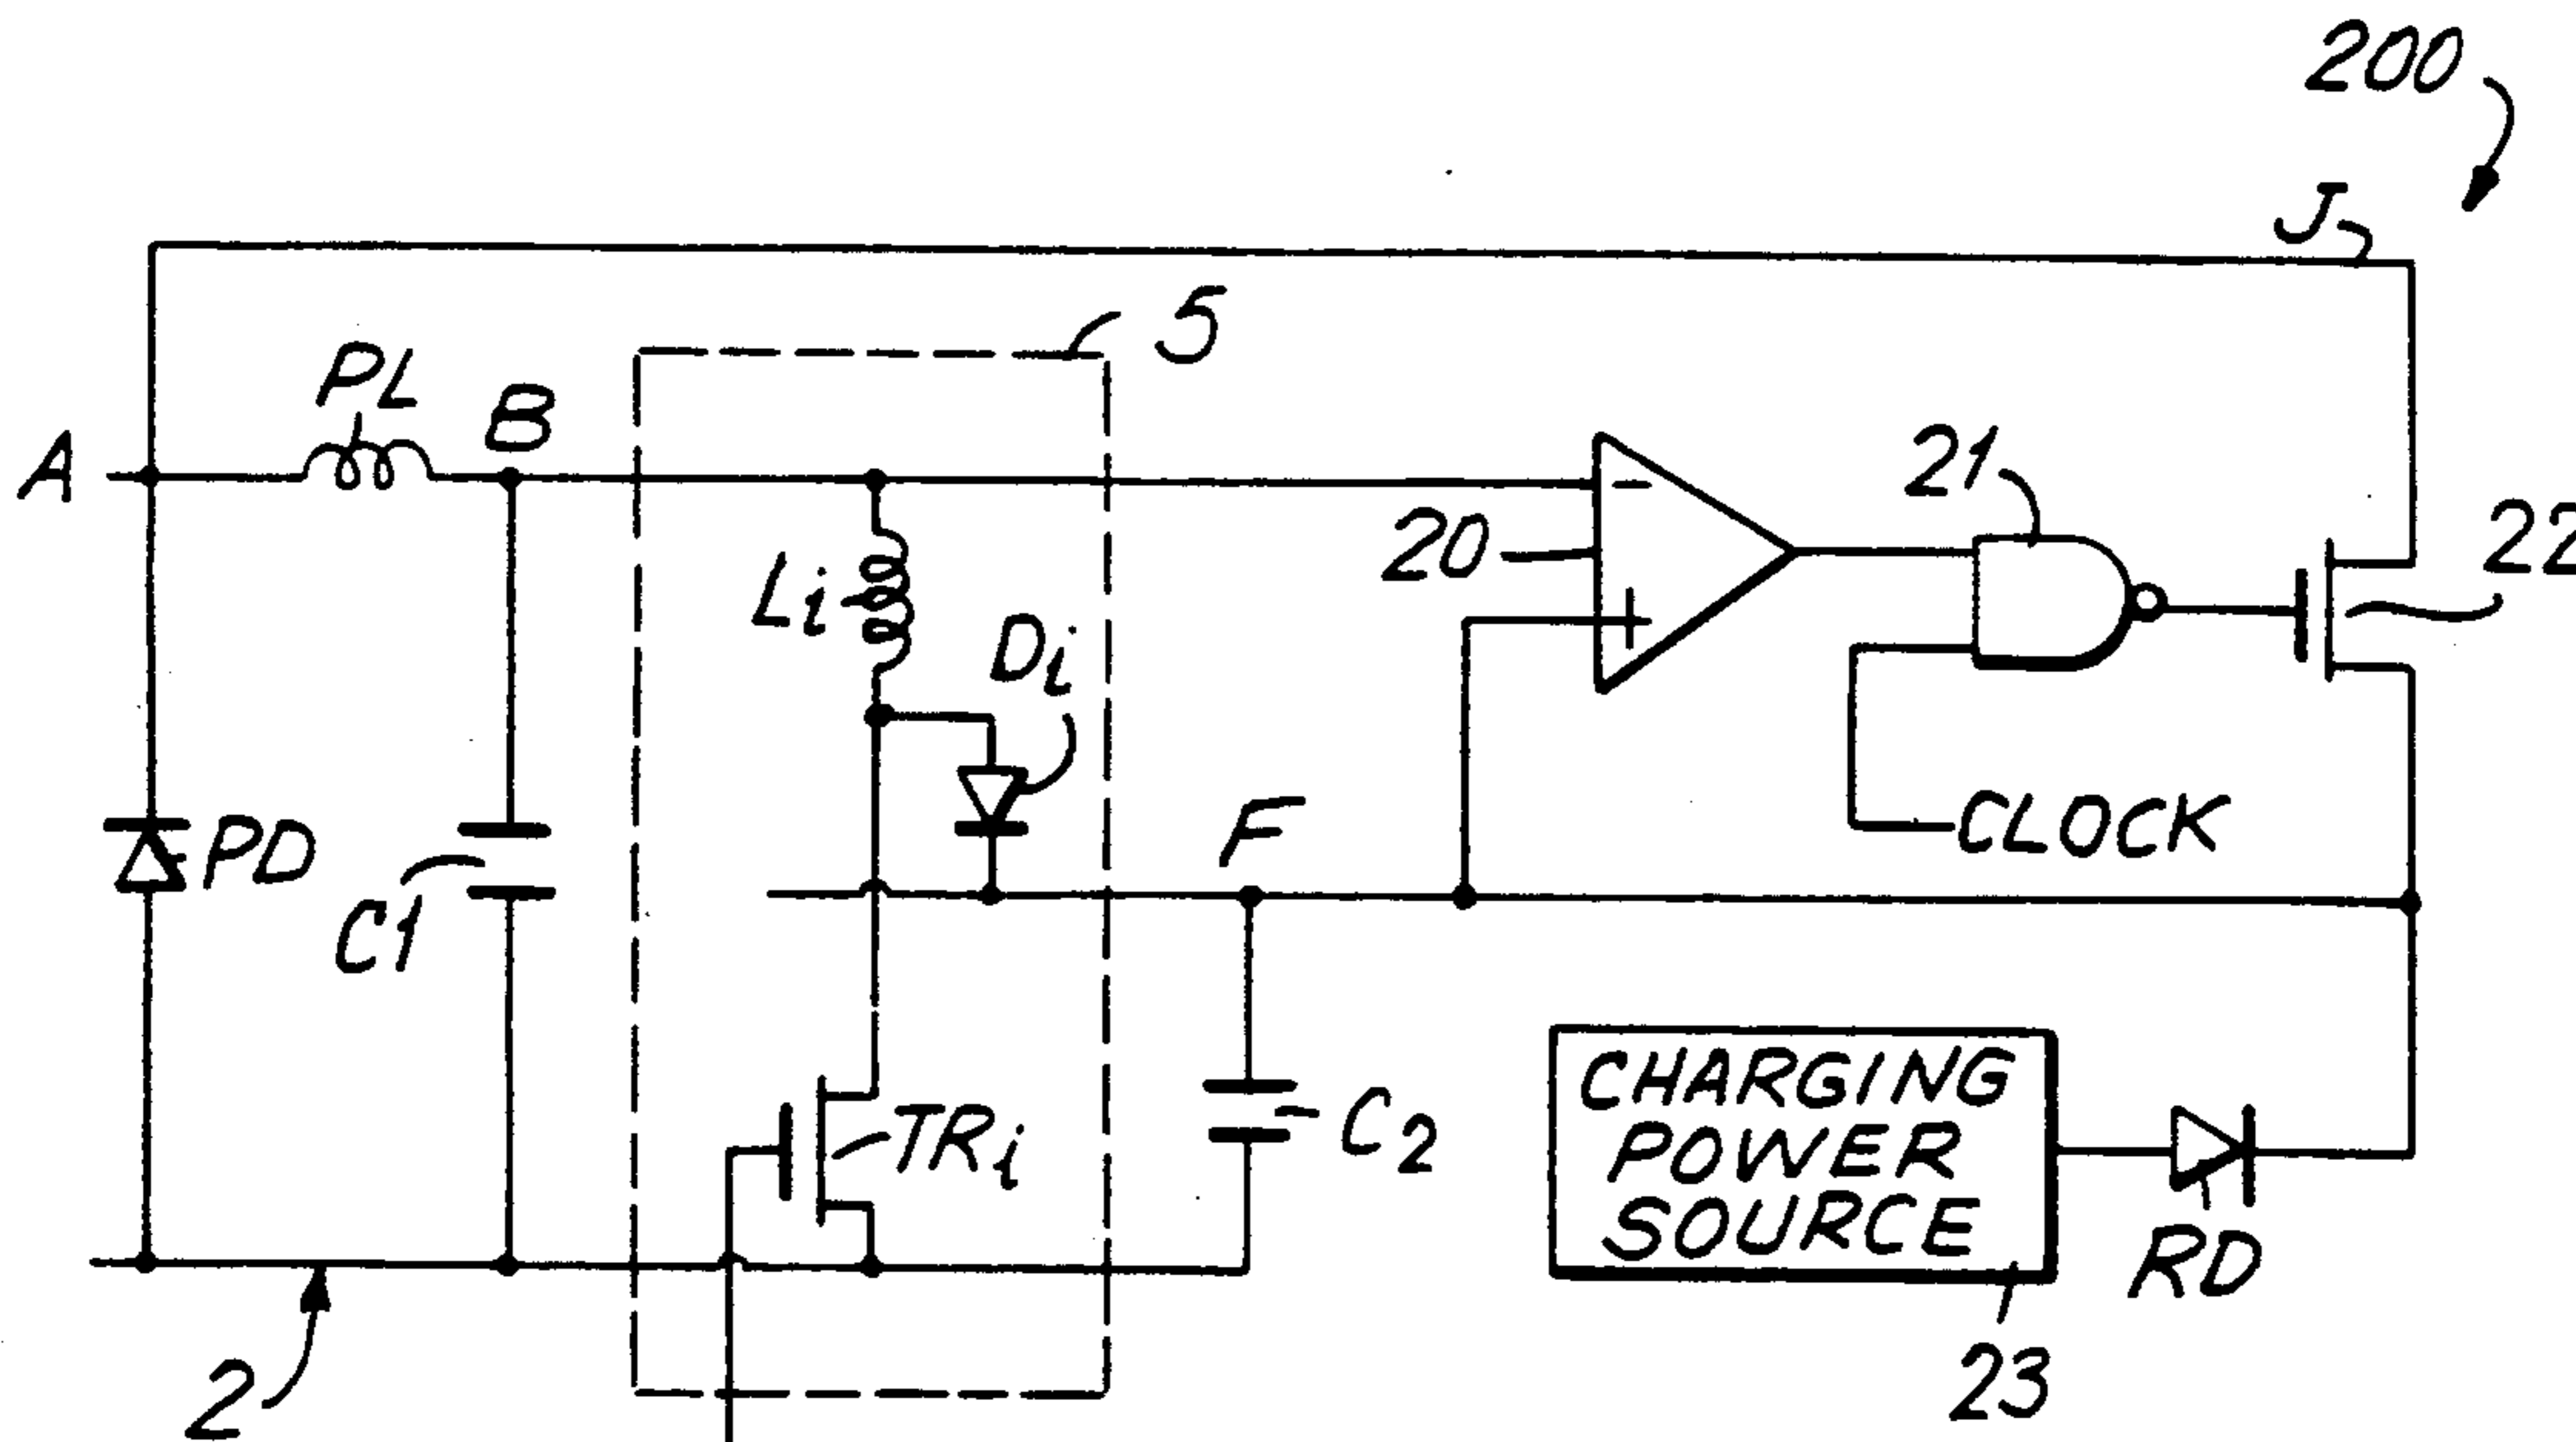 200
J
5
PL
B
A
21
20
22
Li
Di
-
+
PD
F
CLOCK
C1
CHARGING
POWER
SOURCE
C2
TRi
RD
2
23